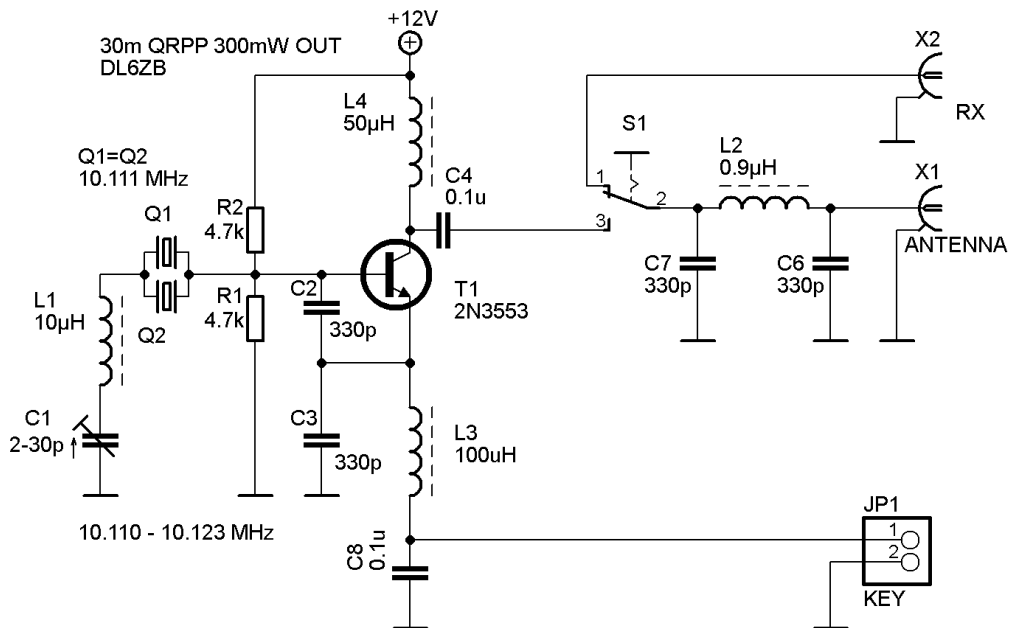 +12V
30m QRPP 300mW OUT
DL6ZB
X2
RX
L4
50µH
S1
L2
0.9µH
X1
ANTENNA
Q1=Q2
10.111 MHz
C4
0.1u
1
2
3
Q1
R2
4.7k
Q2
R1
4.7k
L1
10µH
C2
330p
T1
2N3553
C7
330p
C6
330p
C1
2-30p
C3
330p
L3
100uH
10.110 - 10.123 MHz
C8
0.1u
JP1
1
2
KEY